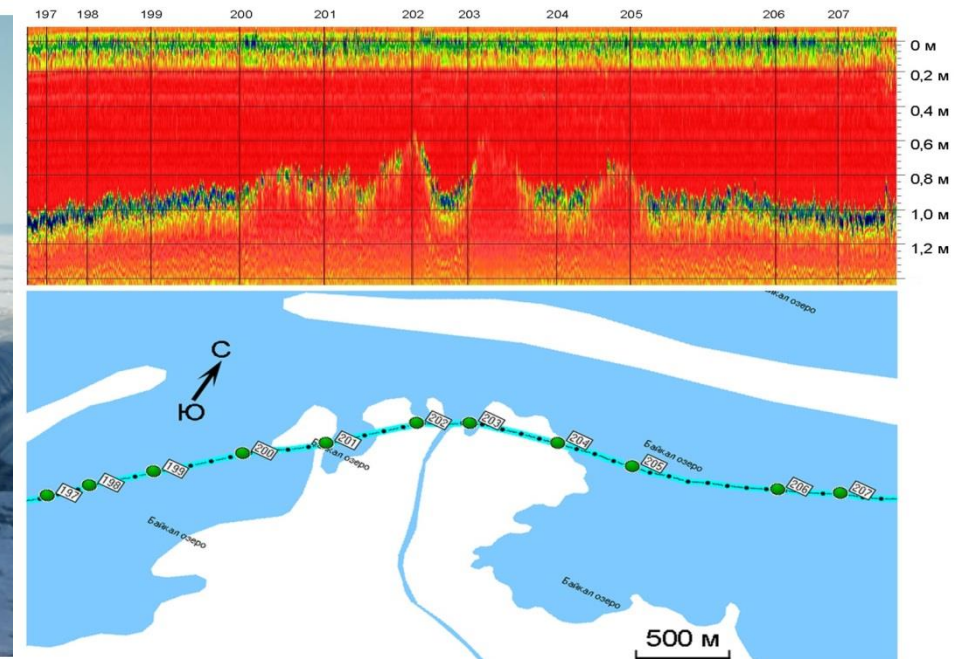 197 198 199 200 201 202 203 204 205 206 207
0 м
0,2 м
0,4 м
0,6 м
0,8 м
1,0 м
1,2 м
озеро
С
Ю
202
203
201
204
200
Байкал озеро
Байкал озеро
199
205
198
206
197
207
Байкал озеро
Байкал озеро
500 м